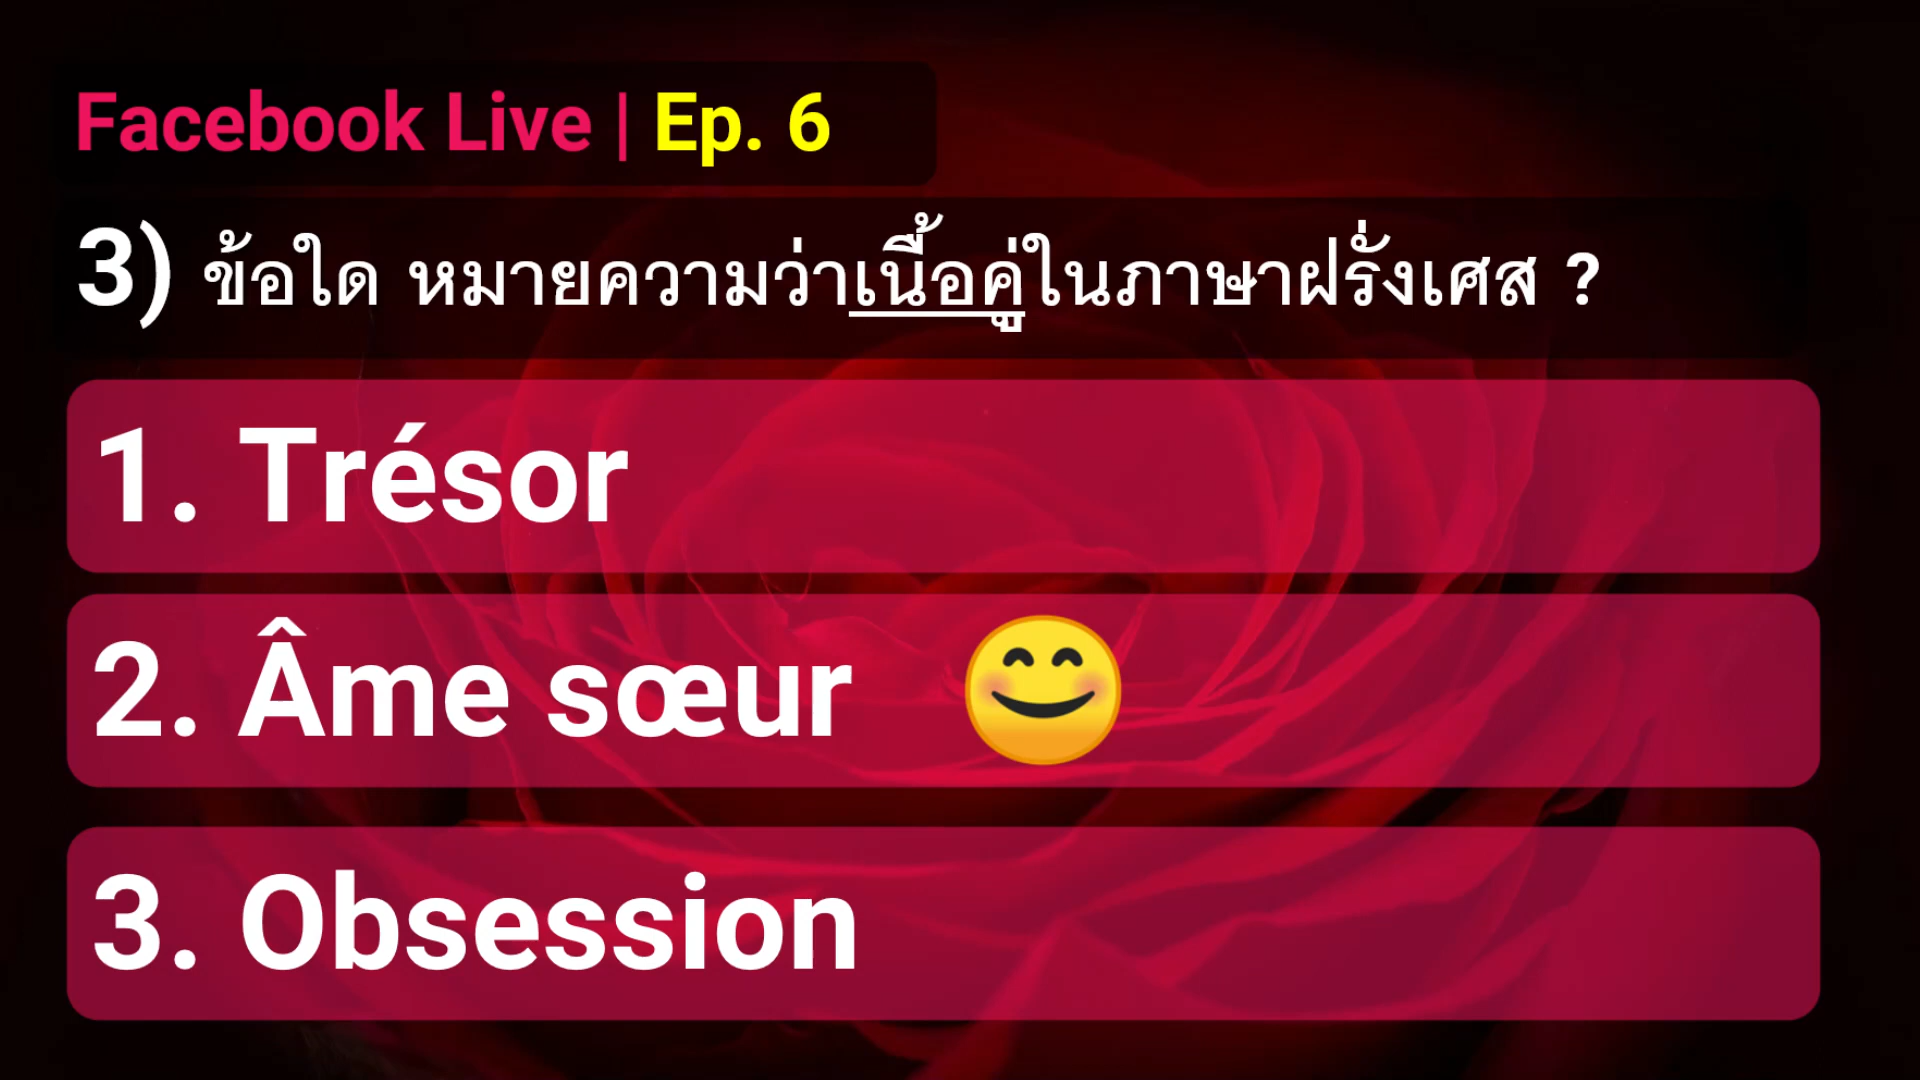 Facebook Live | Ep. 6
3) ข้อใด หมายความว่าเนื้อคู่ในภาษาฝรั่งเศส ?
1. Trésor
2. Âme sœur 😊
3. Obsession